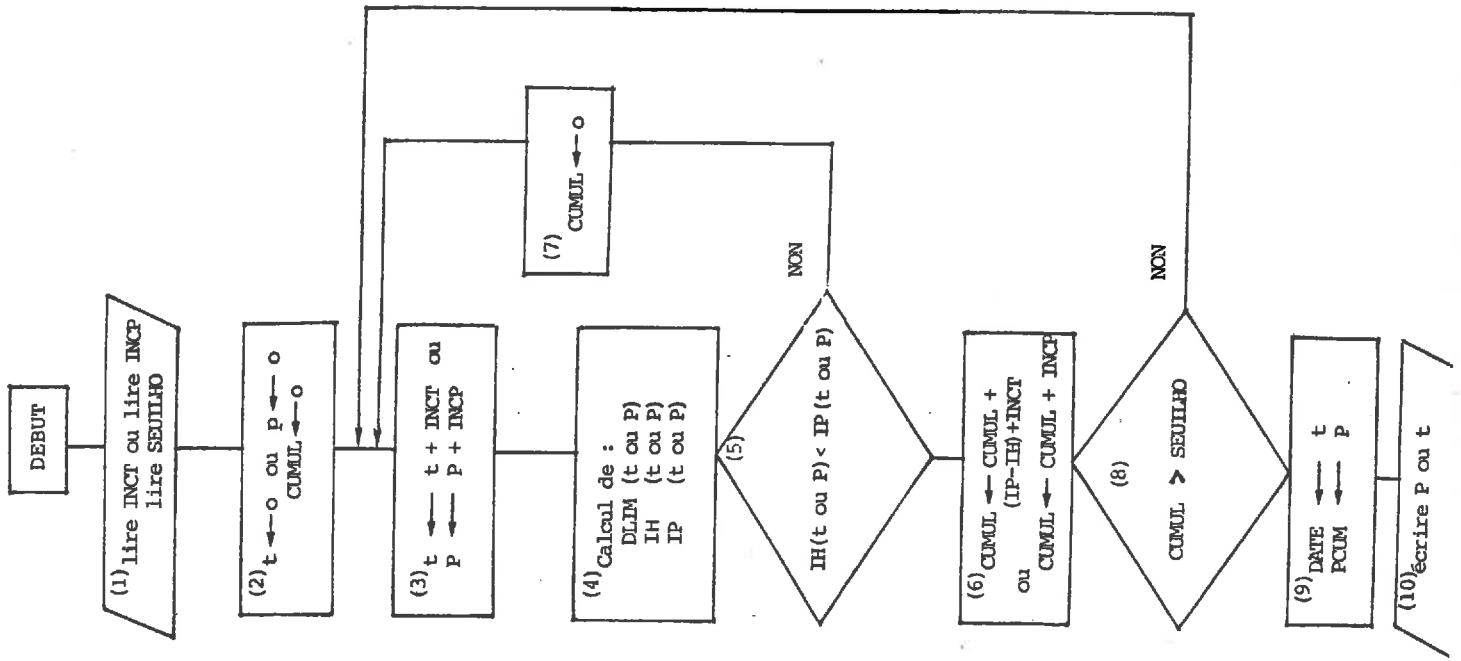 DEBUT
(1) lire INCT ou lire INCP
lire SEUILHO
(2) t ← o ou p ← o
CUMUL ← o
(3) t ← t + INCT ou
P ← P + INCP
(4) Calcul de :
DLIM (t ou P)
IH (t ou P)
IP (t ou P)
(5)
IH(t ou P) < IP(t ou P)
NON
(7) CUMUL ← o
(6) CUMUL ← CUMUL +
(IP-IH)+INCT
ou
CUMUL ← CUMUL + INCP
(8)
CUMUL > SEUILHO
NON
(9) DATE ← t
PCUM ← P
(10) écrire P ou t